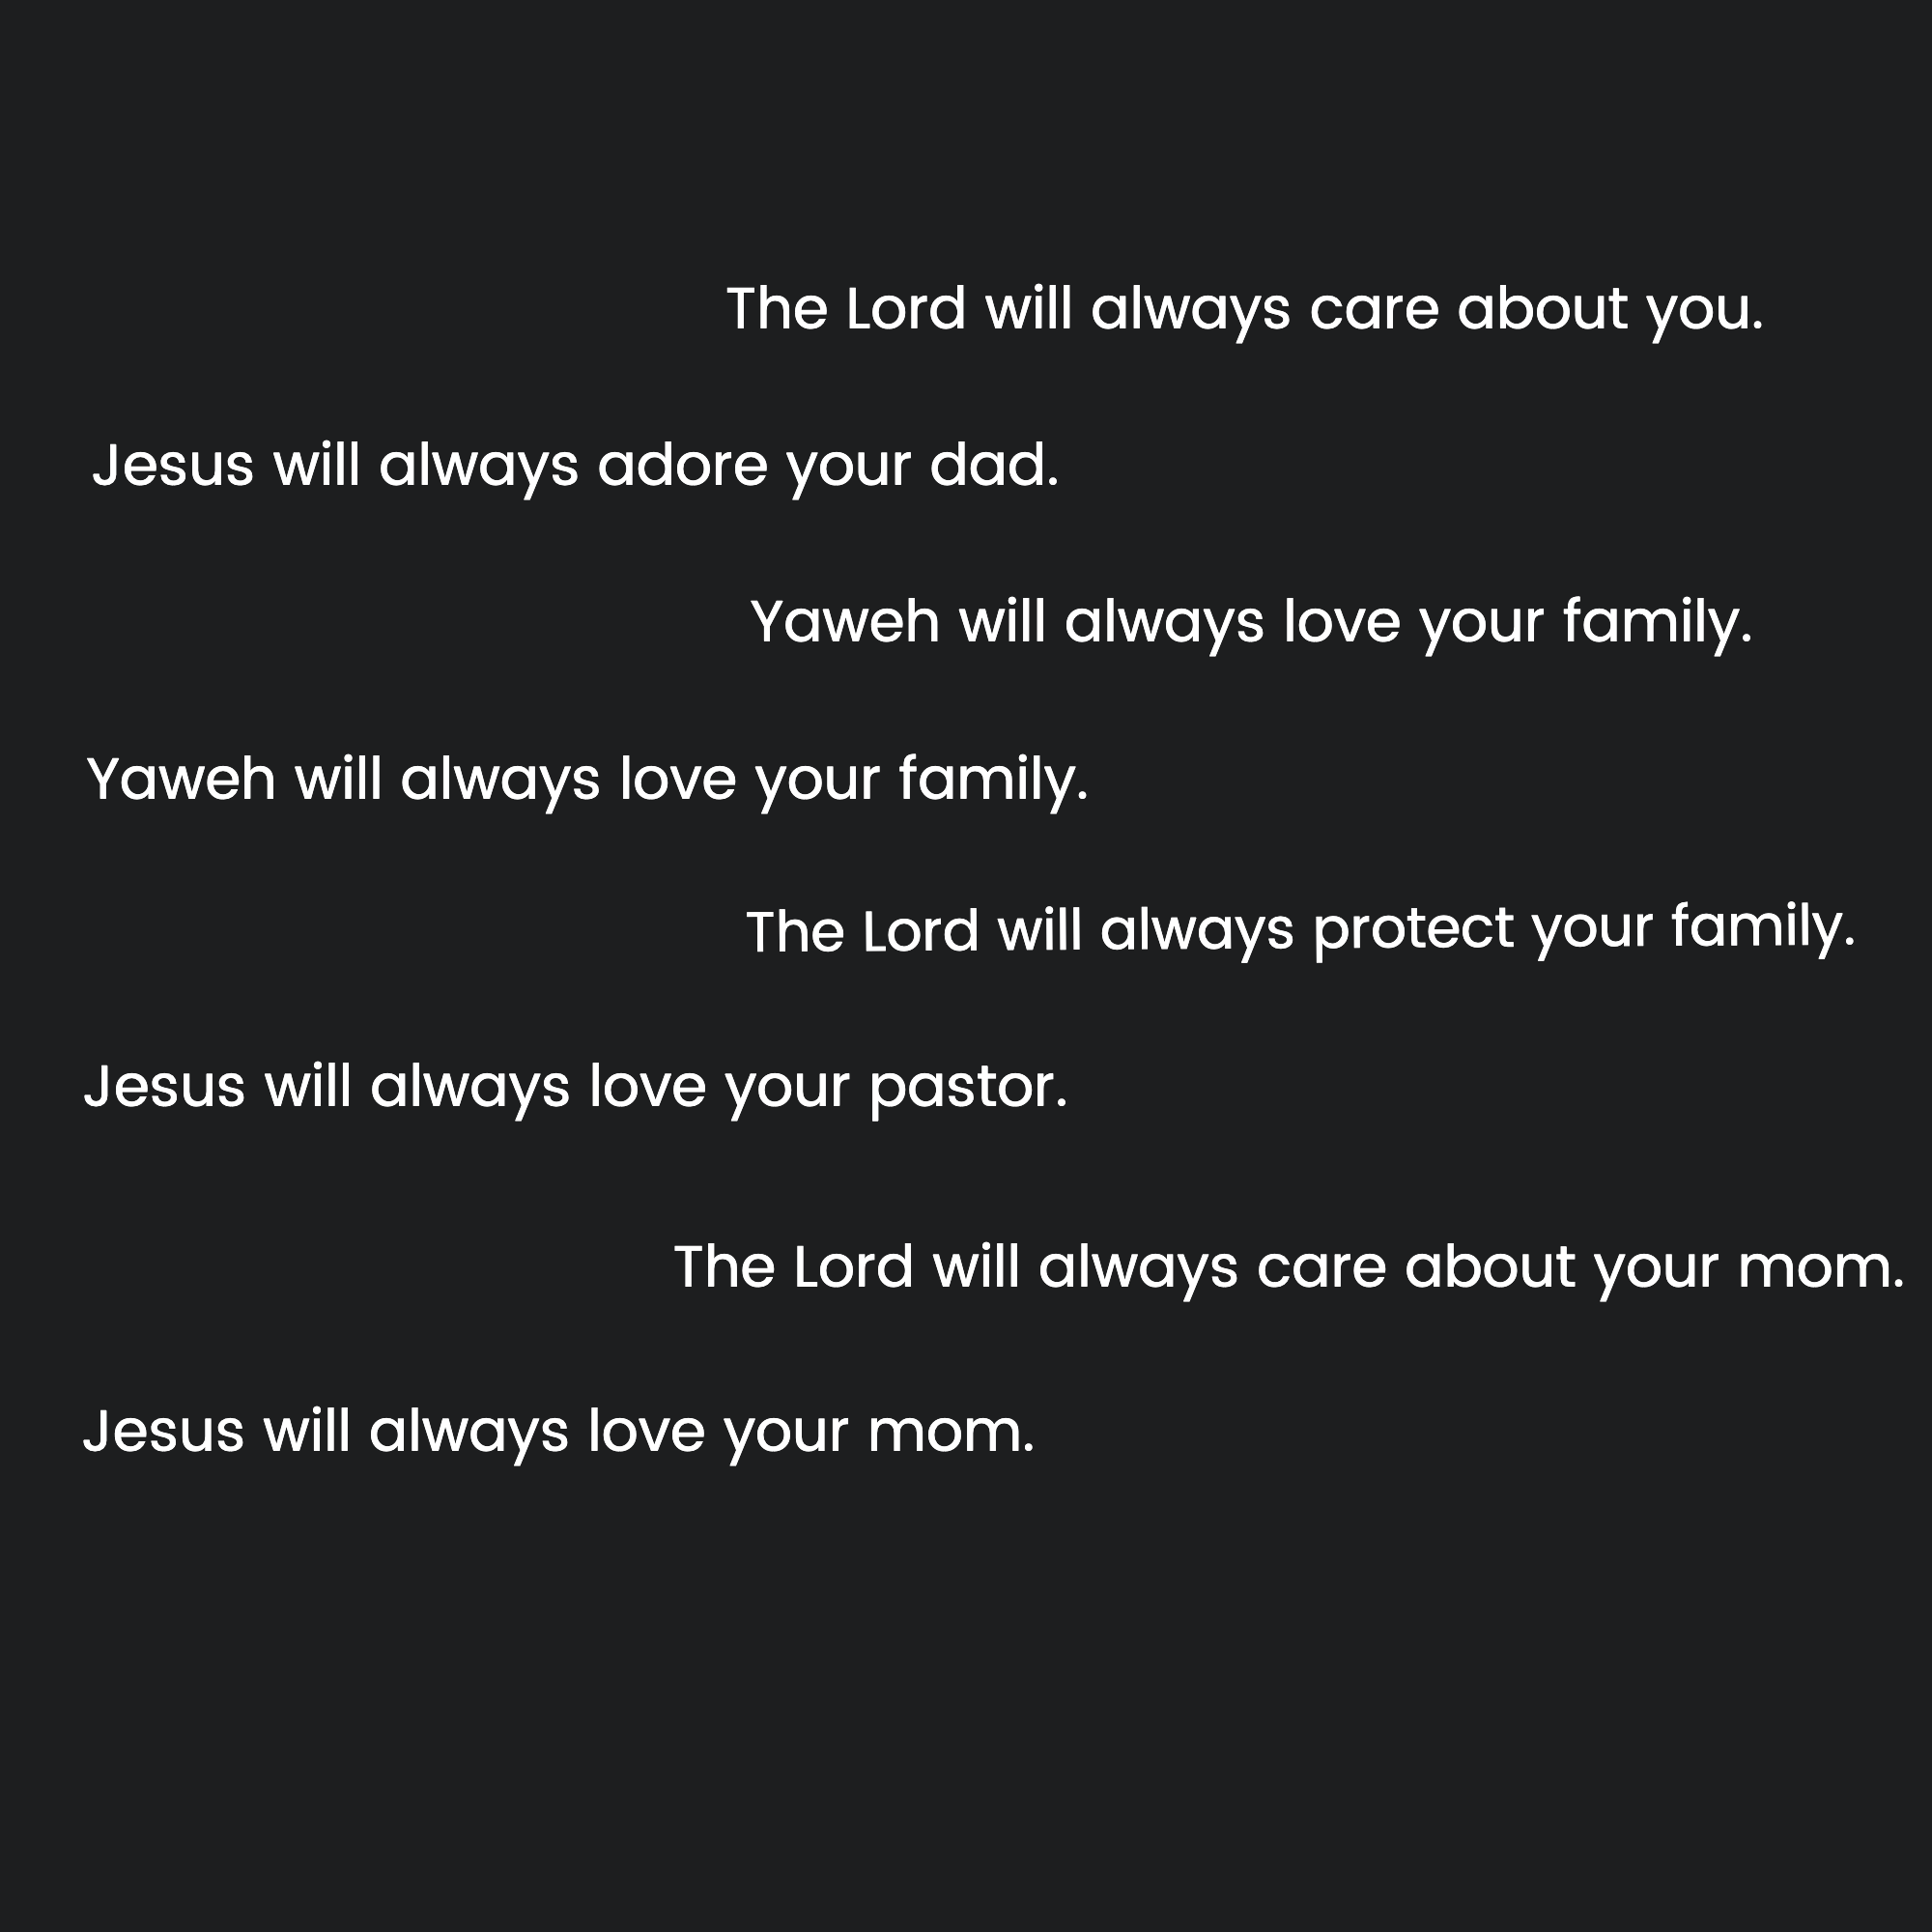 The Lord will always care about you.
Jesus will always adore your dad.
Yaweh will always love your family.
Yaweh will always love your family.
The Lord will always protect your family.
Jesus will always love your pastor.
The Lord will always care about your mom.
Jesus will always love your mom.